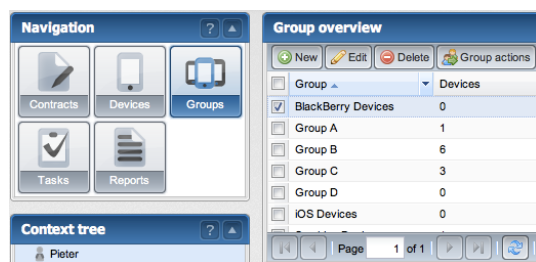 Navigation ?
Contracts Devices Groups
Tasks Reports
Context tree ?
Pieter
Group overview
New Edit Delete Group actions
Group Devices
BlackBerry Devices 0
Group A 1
Group B 6
Group C 3
Group D 0
iOS Devices 0
Page 1 of 1